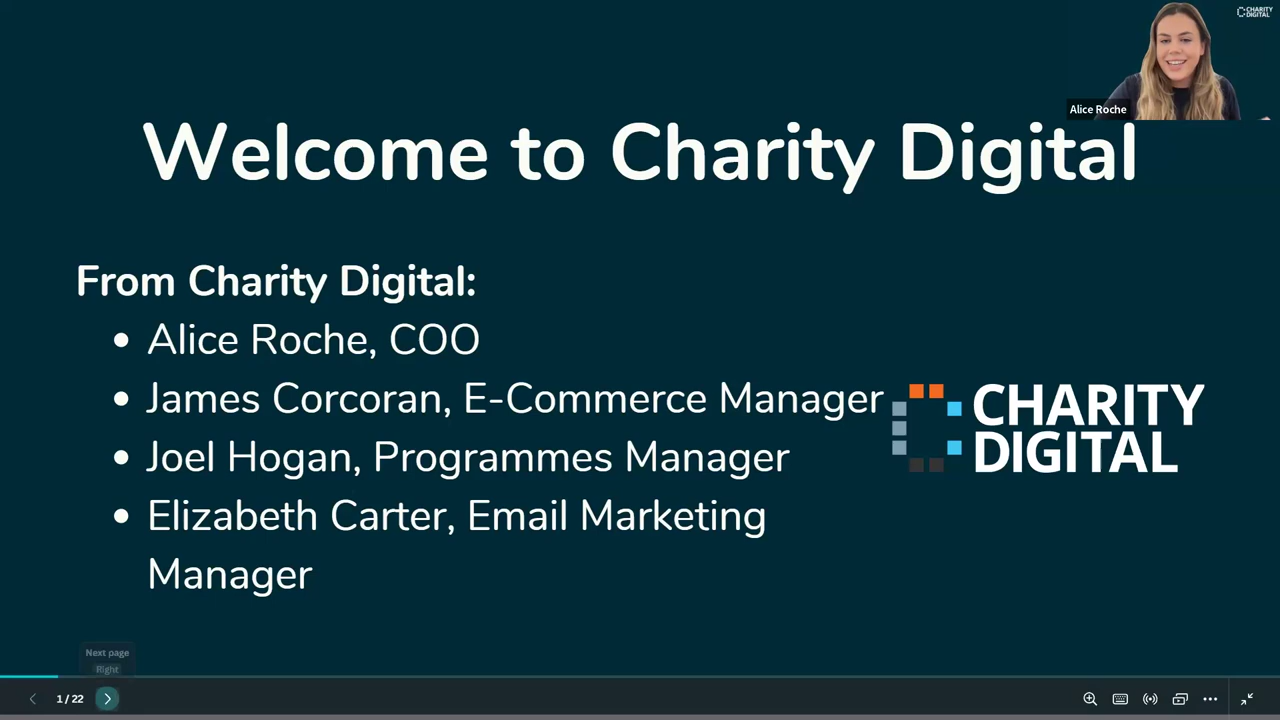 CHARITY
DIGITAL
Alice Roche
Welcome to Charity Digital
From Charity Digital:
• Alice Roche, COO
• James Corcoran, E-Commerce Manager
• Joel Hogan, Programmes Manager
• Elizabeth Carter, Email Marketing
Manager
CHARITY
DIGITAL
Next page
Right
1 / 22